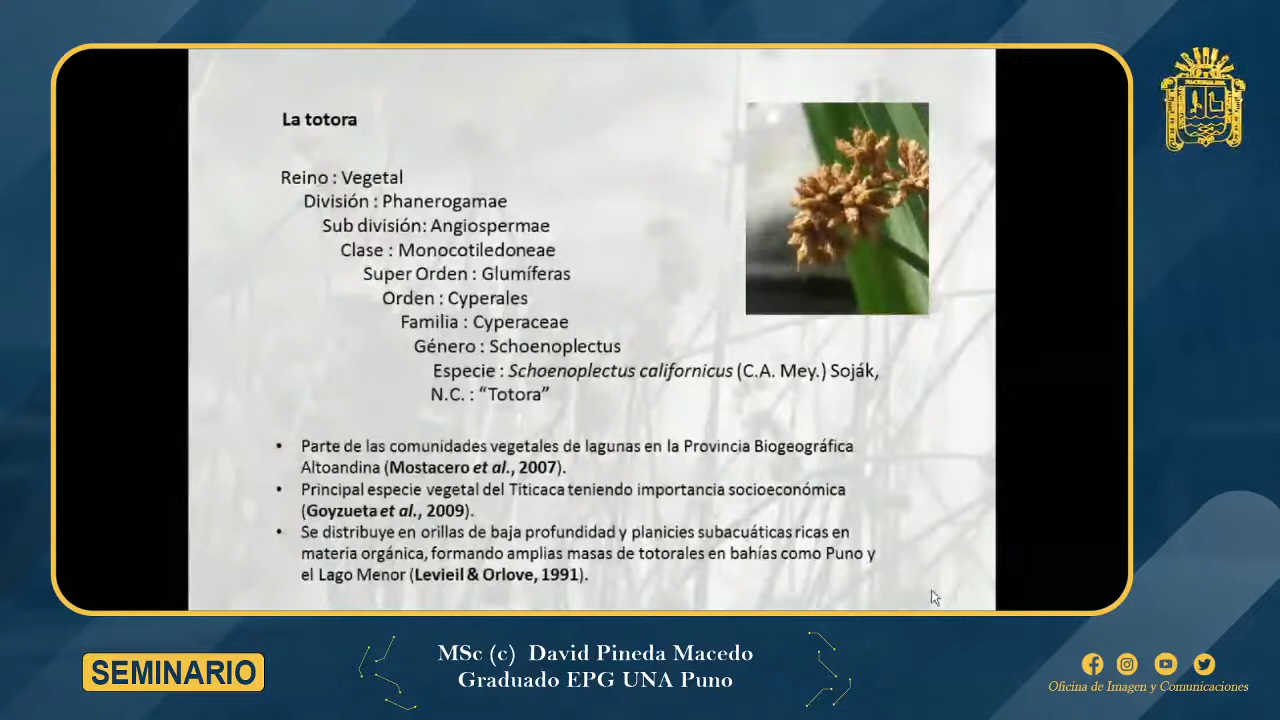 La totora
Reino : Vegetal
División : Phanerogamae
Sub división: Angiospermae
Clase : Monocotiledoneae
Super Orden : Glumíferas
Orden : Cyperales
Familia : Cyperaceae
Género : Schoenoplectus
Especie : Schoenoplectus californicus (C.A. Mey.) Soják,
N.C. : “Totora”
• Parte de las comunidades vegetales de lagunas en la Provincia Biogeográfica
Altoandina (Mostacero et al., 2007).
• Principal especie vegetal del Titicaca teniendo importancia socioeconómica
(Goyzueta et al., 2009).
• Se distribuye en orillas de baja profundidad y planicies subacuáticas ricas en
materia orgánica, formando amplias masas de totorales en bahías como Puno y
el Lago Menor (Levieil & Orlove, 1991).
SEMINARIO
MSc (c) David Pineda Macedo
Graduado EPG UNA Puno
Oficina de Imagen y Comunicaciones